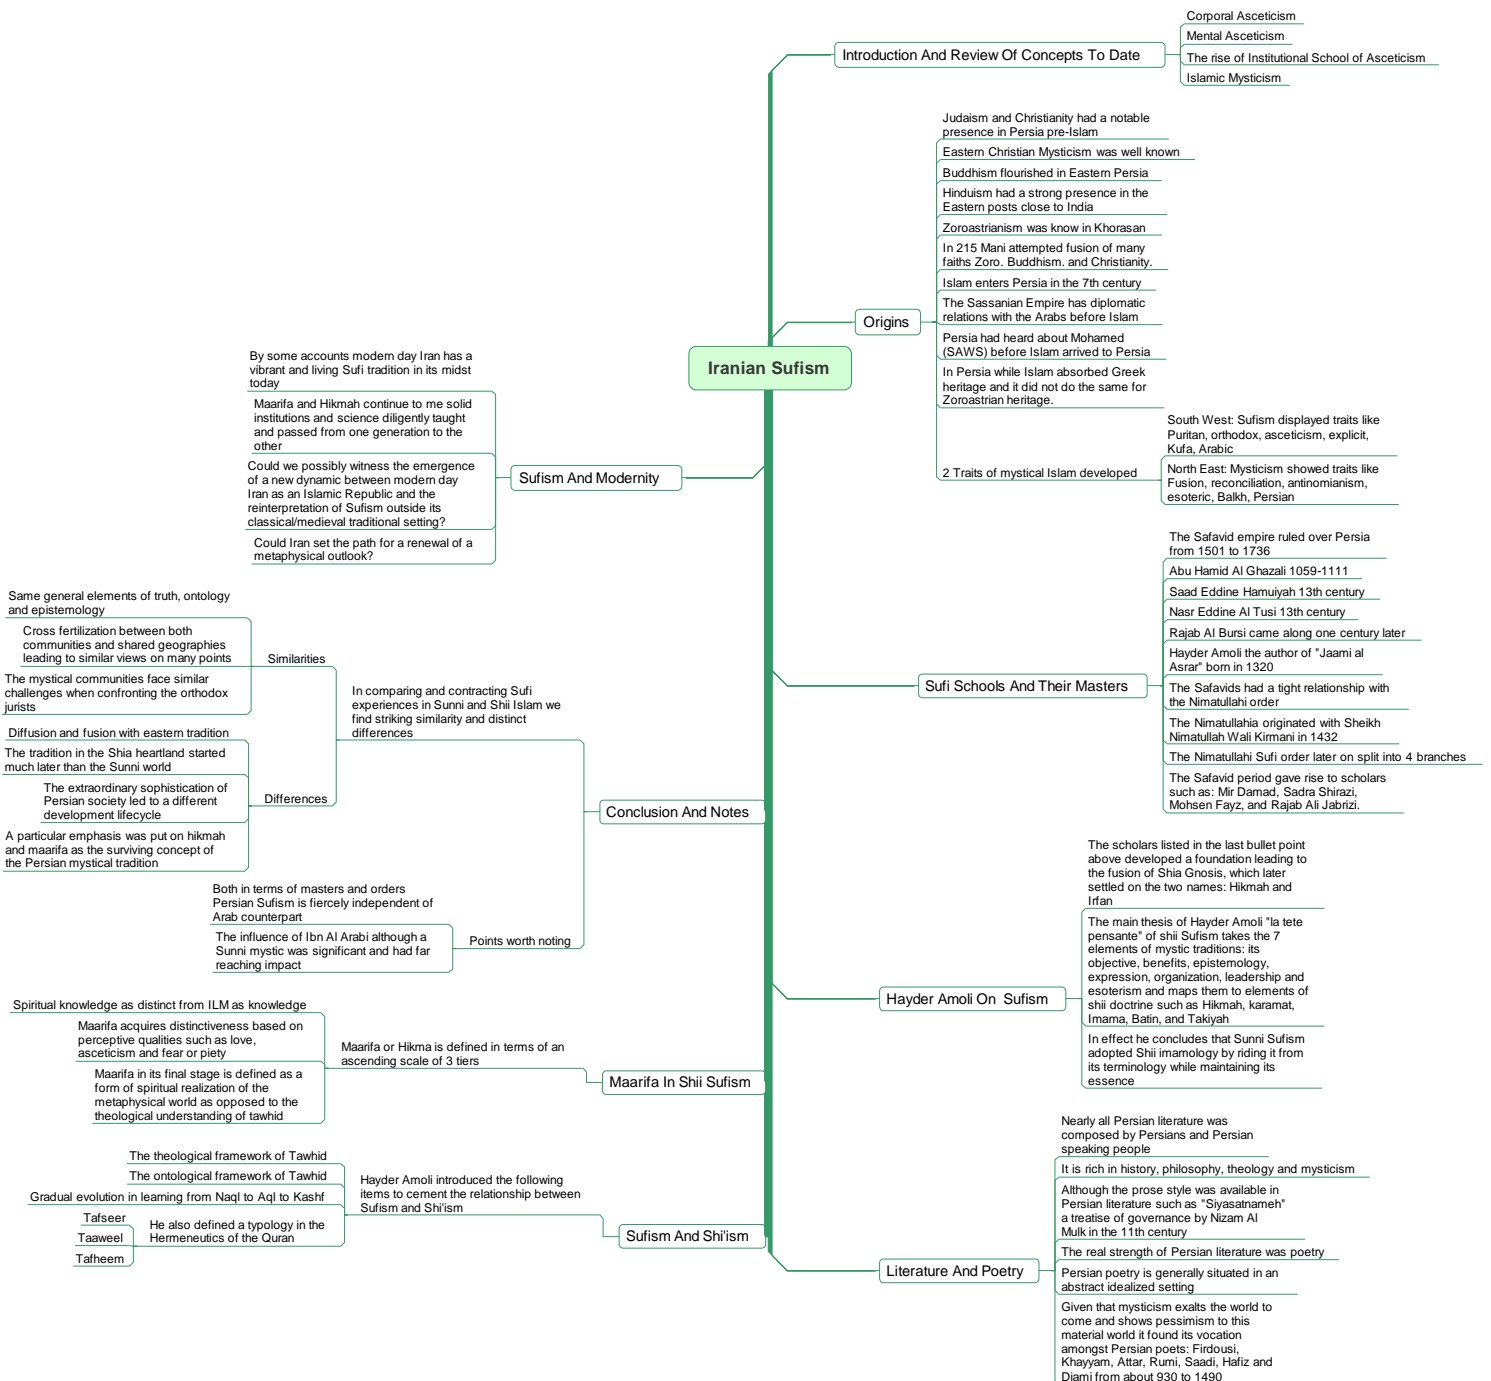 Iranian Sufism
Introduction And Review Of Concepts To Date
Corporal Asceticism
Mental Asceticism
The rise of Institutional School of Asceticism
Islamic Mysticism
Origins
Judaism and Christianity had a notable
presence in Persia pre-Islam
Eastern Christian Mysticism was well known
Buddhism flourished in Eastern Persia
Hinduism had a strong presence in the
Eastern posts close to India
Zoroastrianism was know in Khorasan
In 215 Mani attempted fusion of many
faiths Zoro. Buddhism. and Christianity.
Islam enters Persia in the 7th century
The Sassanian Empire has diplomatic
relations with the Arabs before Islam
Persia had heard about Mohamed
(SAWS) before Islam arrived to Persia
In Persia while Islam absorbed Greek
heritage and it did not do the same for
Zoroastrian heritage.
2 Traits of mystical Islam developed
South West: Sufism displayed traits like
Puritan, orthodox, asceticism, explicit,
Kufa, Arabic
North East: Mysticism showed traits like
Fusion, reconciliation, antinomianism,
esoteric, Balkh, Persian
Sufi Schools And Their Masters
The Safavid empire ruled over Persia
from 1501 to 1736
Abu Hamid Al Ghazali 1059-1111
Saad Eddine Hamuiyah 13th century
Nasr Eddine Al Tusi 13th century
Rajab Al Bursi came along one century later
Hayder Amoli the author of "Jaami al
Asrar" born in 1320
The Safavids had a tight relationship with
the Nimatullahi order
The Nimatullahia originated with Sheikh
Nimatullah Wali Kirmani in 1432
The Nimatullahi Sufi order later on split into 4 branches
The Safavid period gave rise to scholars
such as: Mir Damad, Sadra Shirazi,
Mohsen Fayz, and Rajab Ali Jabrizi.
Hayder Amoli On  Sufism
The scholars listed in the last bullet point
above developed a foundation leading to
the fusion of Shia Gnosis, which later
settled on the two names: Hikmah and
Irfan
The main thesis of Hayder Amoli "la tete
pensante" of shii Sufism takes the 7
elements of mystic traditions: its
objective, benefits, epistemology,
expression, organization, leadership and
esoterism and maps them to elements of
shii doctrine such as Hikmah, karamat,
Imama, Batin, and Takiyah
In effect he concludes that Sunni Sufism
adopted Shii imamology by riding it from
its terminology while maintaining its
essence
Literature And Poetry
Nearly all Persian literature was
composed by Persians and Persian
speaking people
It is rich in history, philosophy, theology and mysticism
Although the prose style was available in
Persian literature such as "Siyasatnameh"
a treatise of governance by Nizam Al
Mulk in the 11th century
The real strength of Persian literature was poetry
Persian poetry is generally situated in an
abstract idealized setting
Given that mysticism exalts the world to
come and shows pessimism to this
material world it found its vocation
amongst Persian poets: Firdousi,
Khayyam, Attar, Rumi, Saadi, Hafiz and
Djami from about 930 to 1490
Sufism And Modernity
By some accounts modern day Iran has a
vibrant and living Sufi tradition in its midst
today
Maarifa and Hikmah continue to me solid
institutions and science diligently taught
and passed from one generation to the
other
Could we possibly witness the emergence
of a new dynamic between modern day
Iran as an Islamic Republic and the
reinterpretation of Sufism outside its
classical/medieval traditional setting?
Could Iran set the path for a renewal of a
metaphysical outlook?
Conclusion And Notes
In comparing and contracting Sufi
experiences in Sunni and Shii Islam we
find striking similarity and distinct
differences
Similarities
Same general elements of truth, ontology
and epistemology
Cross fertilization between both
communities and shared geographies
leading to similar views on many points
The mystical communities face similar
challenges when confronting the orthodox
jurists
Differences
Diffusion and fusion with eastern tradition
The tradition in the Shia heartland started
much later than the Sunni world
The extraordinary sophistication of
Persian society led to a different
development lifecycle
A particular emphasis was put on hikmah
and maarifa as the surviving concept of
the Persian mystical tradition
Points worth noting
Both in terms of masters and orders
Persian Sufism is fiercely independent of
Arab counterpart
The influence of Ibn Al Arabi although a
Sunni mystic was significant and had far
reaching impact
Maarifa In Shii Sufism
Maarifa or Hikma is defined in terms of an
ascending scale of 3 tiers
Spiritual knowledge as distinct from ILM as knowledge
Maarifa acquires distinctiveness based on
perceptive qualities such as love,
asceticism and fear or piety
Maarifa in its final stage is defined as a
form of spiritual realization of the
metaphysical world as opposed to the
theological understanding of tawhid
Sufism And Shi'ism
Hayder Amoli introduced the following
items to cement the relationship between
Sufism and Shi'ism
The theological framework of Tawhid
The ontological framework of Tawhid
Gradual evolution in learning from Naql to Aql to Kashf
He also defined a typology in the
Hermeneutics of the Quran
Tafseer
Taaweel
Tafheem